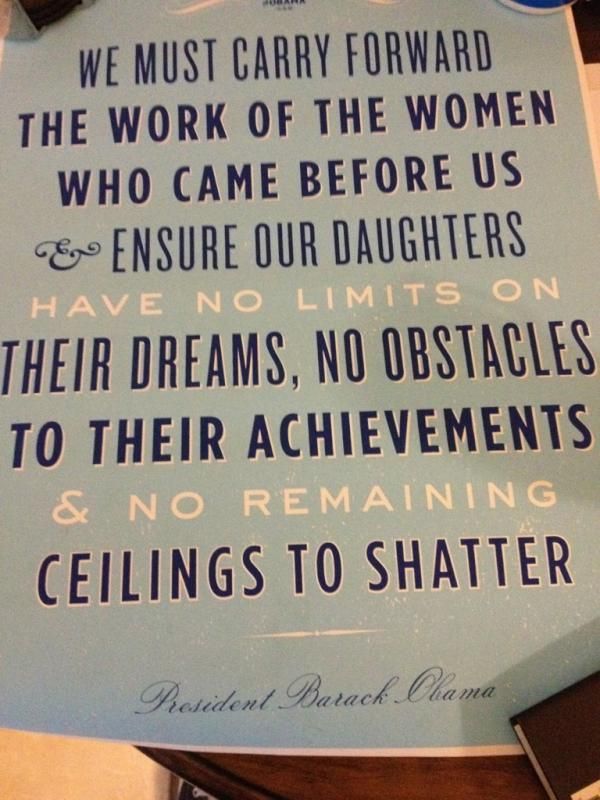 OBAMA
WE MUST CARRY FORWARD
THE WORK OF THE WOMEN
WHO CAME BEFORE US
& ENSURE OUR DAUGHTERS
HAVE NO LIMITS ON
THEIR DREAMS, NO OBSTACLES
TO THEIR ACHIEVEMENTS
& NO REMAINING
CEILINGS TO SHATTER
President Barack Obama